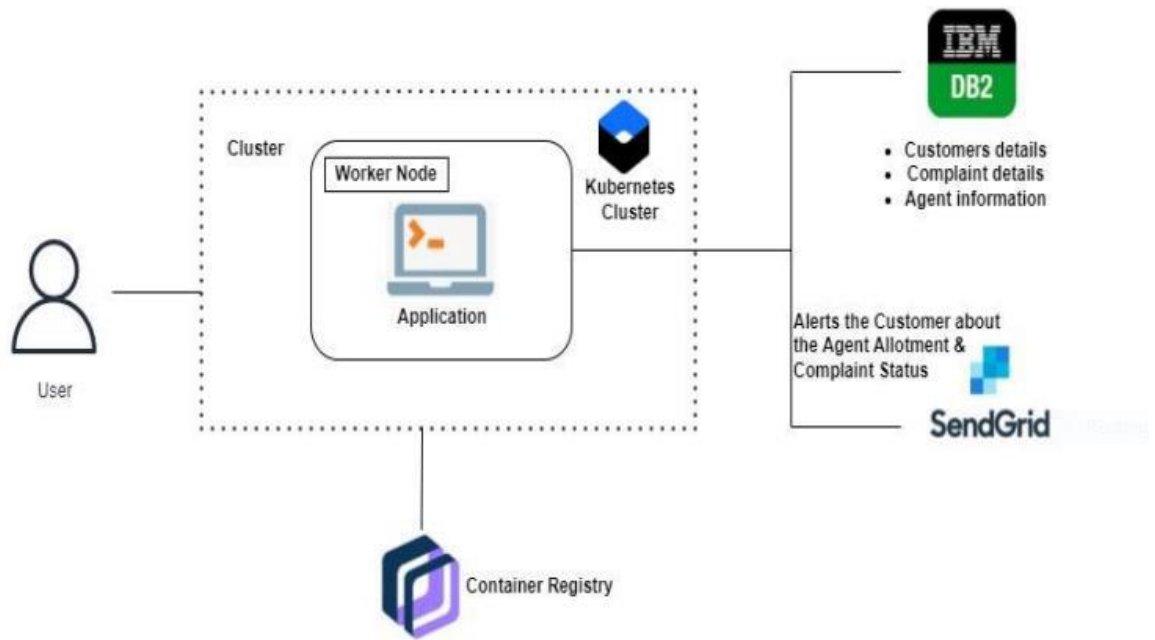 IBM
DB2
Cluster
Worker Node
Kubernetes
Cluster
• Customers details
• Complaint details
• Agent information
Application
User
Alerts the Customer about
the Agent Allotment &
Complaint Status
SendGrid
Container Registry